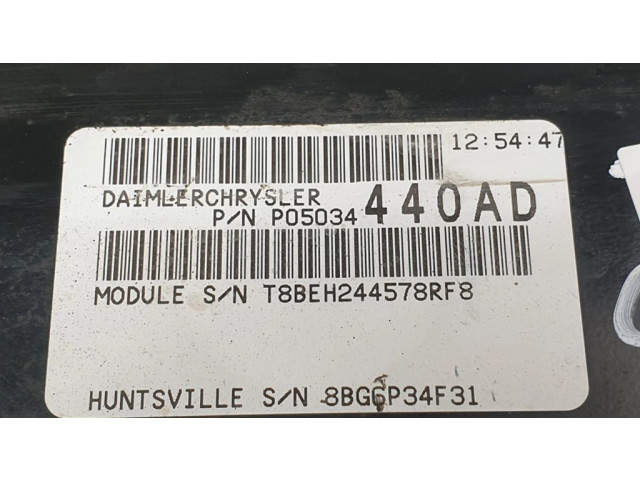 12:54:47
DAIMLERCHRYSLER
P/N P05034 440AD
MODULE S/N T8BEH244578RF8
HUNTSVILLE S/N 8BG6P34F31